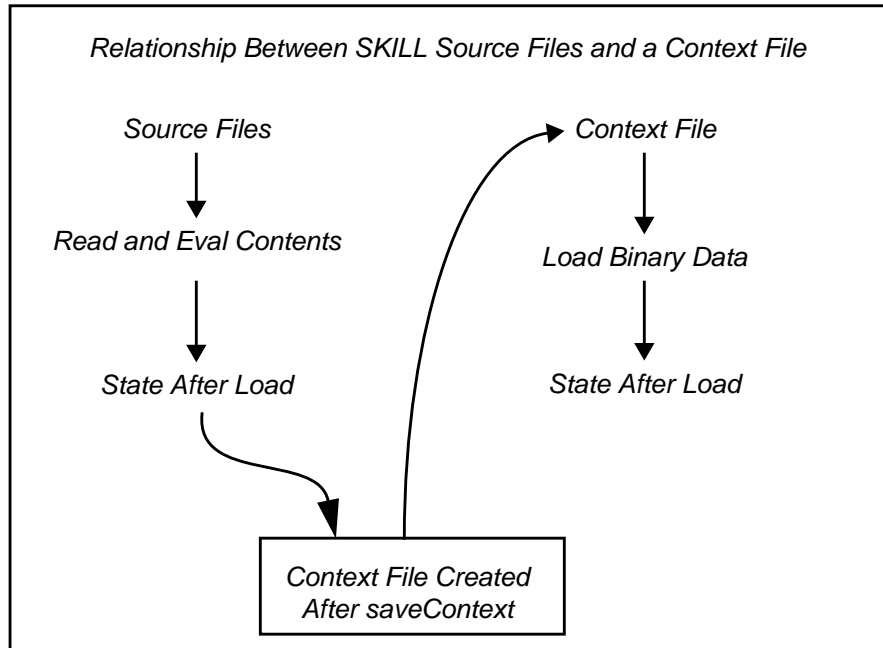 Relationship Between SKILL Source Files and a Context File
Source Files
Read and Eval Contents
State After Load
Context File
Load Binary Data
State After Load
Context File Created
After saveContext